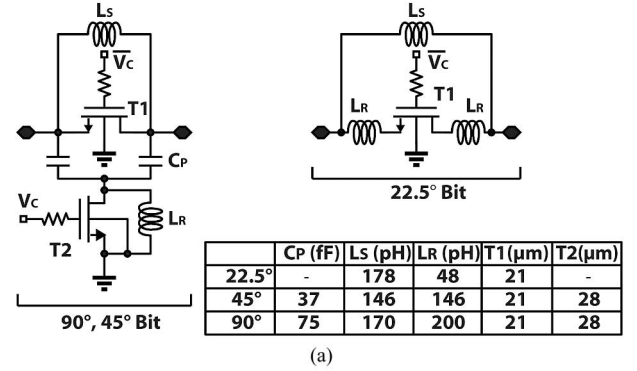 LS
VC
T1
CP
VC
T2
LR
90°, 45° Bit
LS
VC
LR
T1
LR
22.5° Bit
CP (fF) LS (pH) LR (pH) T1(µm) T2(µm)
22.5° - 178 48 21 -
45° 37 146 146 21 28
90° 75 170 200 21 28
(a)